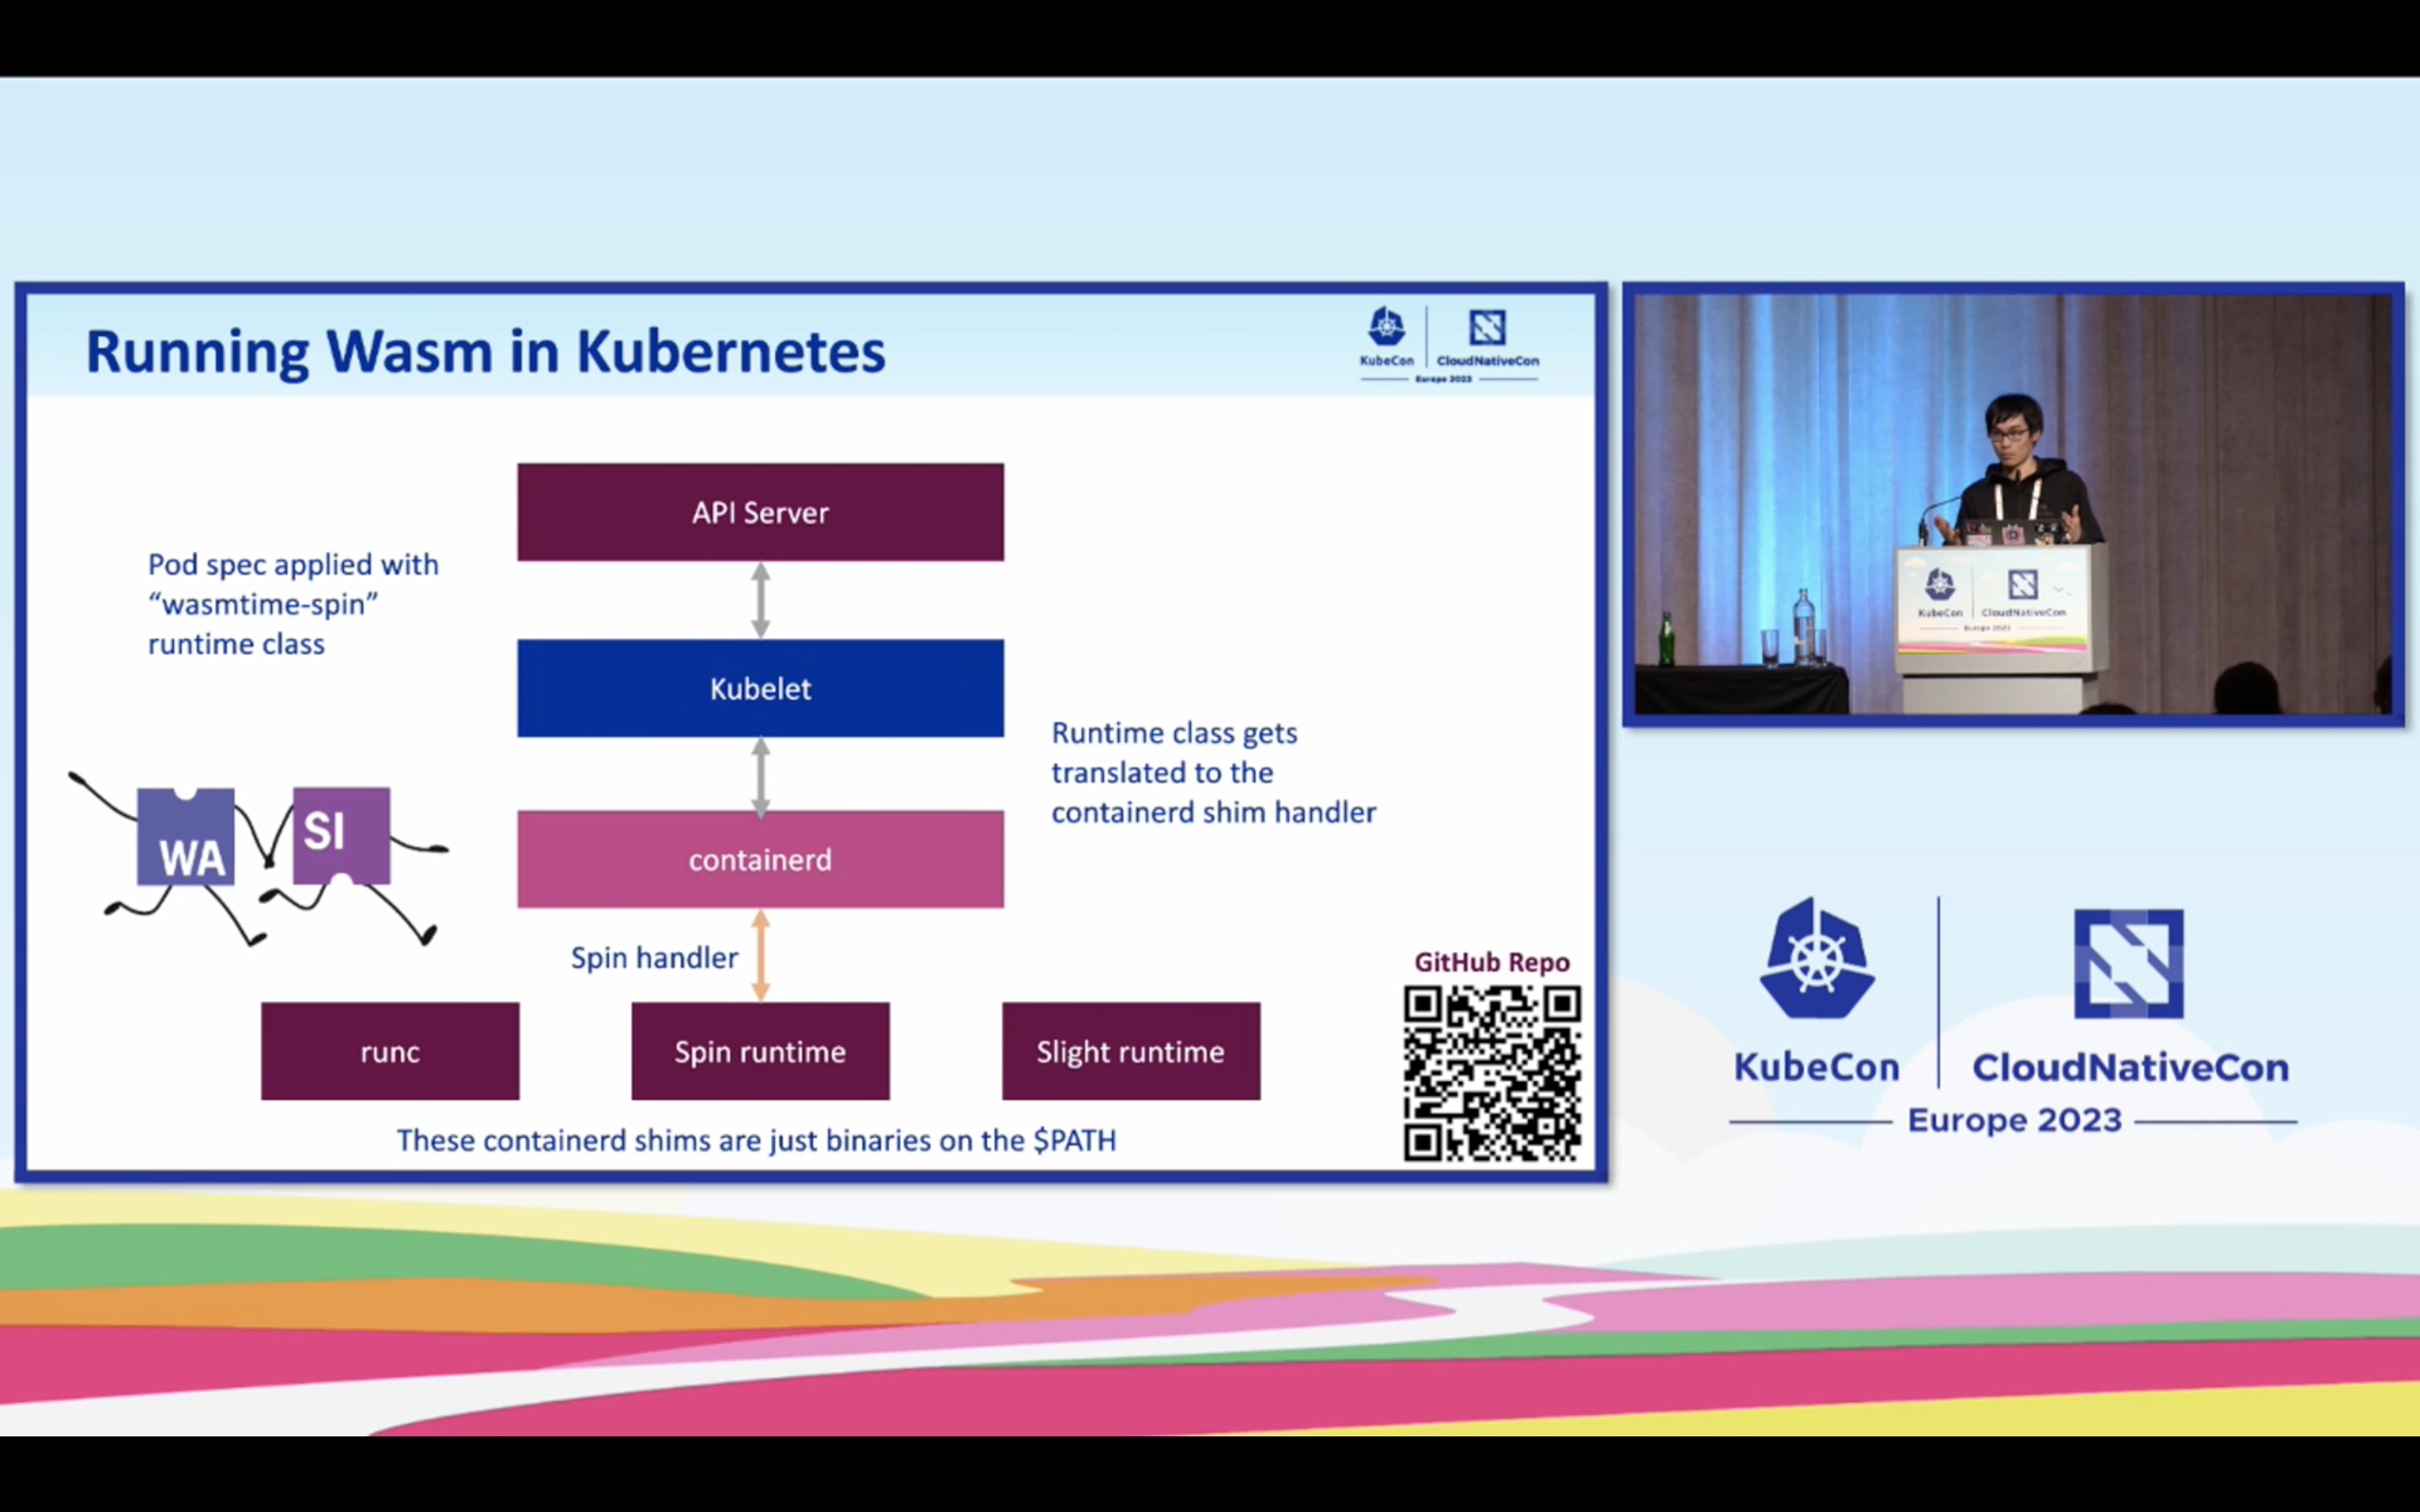 Running Wasm in Kubernetes
KubeCon
CloudNativeCon
Europe 2023
API Server
Pod spec applied with
“wasmtime-spin”
runtime class
Kubelet
Runtime class gets
translated to the
containerd shim handler
WA
SI
containerd
Spin handler
GitHub Repo
runc
Spin runtime
Slight runtime
These containerd shims are just binaries on the $PATH
KubeCon
CloudNativeCon
Europe 2023
KubeCon
CloudNativeCon
Europe 2023